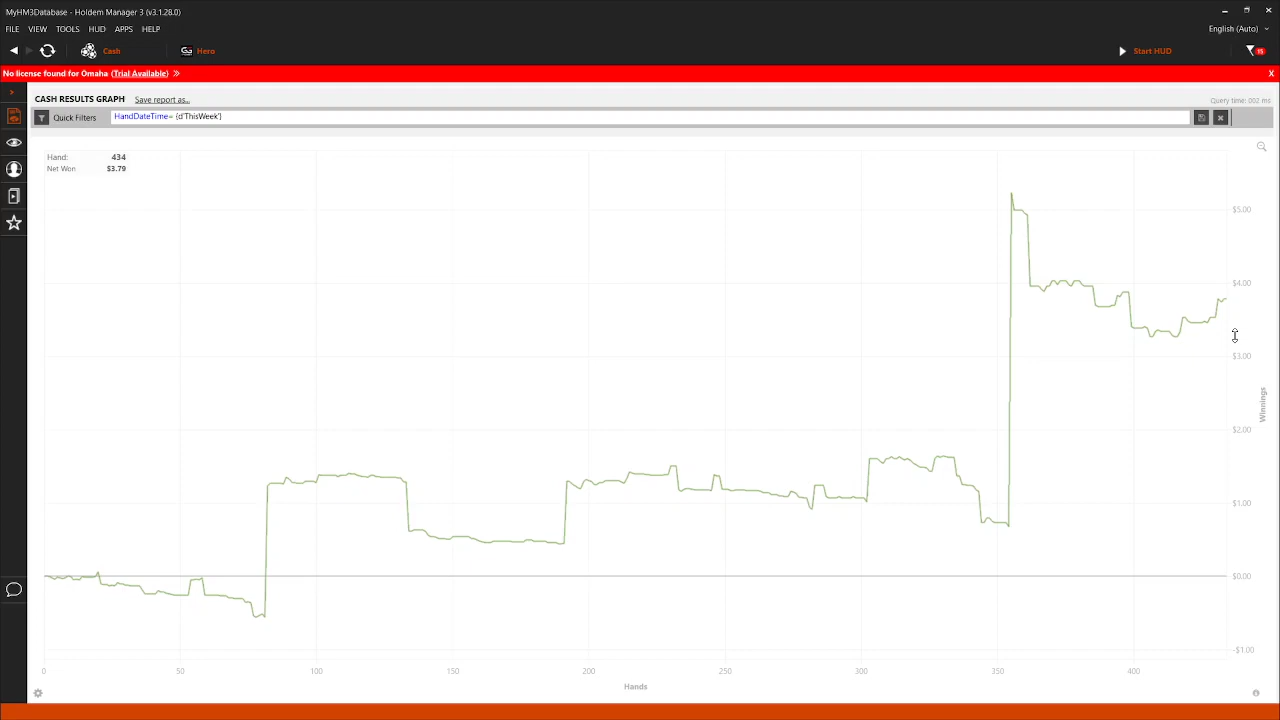 MyHM3Database - Holdem Manager 3 (v3.1.28.0)
FILE VIEW TOOLS HUD APPS HELP
English (Auto)
Cash
Hero
Start HUD
15
No license found for Omaha (Trial Available)
X
CASH RESULTS GRAPH
Save report as..
Query time: 002 ms
Quick Filters
HandDateTime= {d'ThisWeek'}
Hand: 434
Net Won $3.79
$5.00
$4.00
$3.00
$2.00
$1.00
$0.00
-$1.00
Winnings
0 50 100 150 200 250 300 350 400
Hands